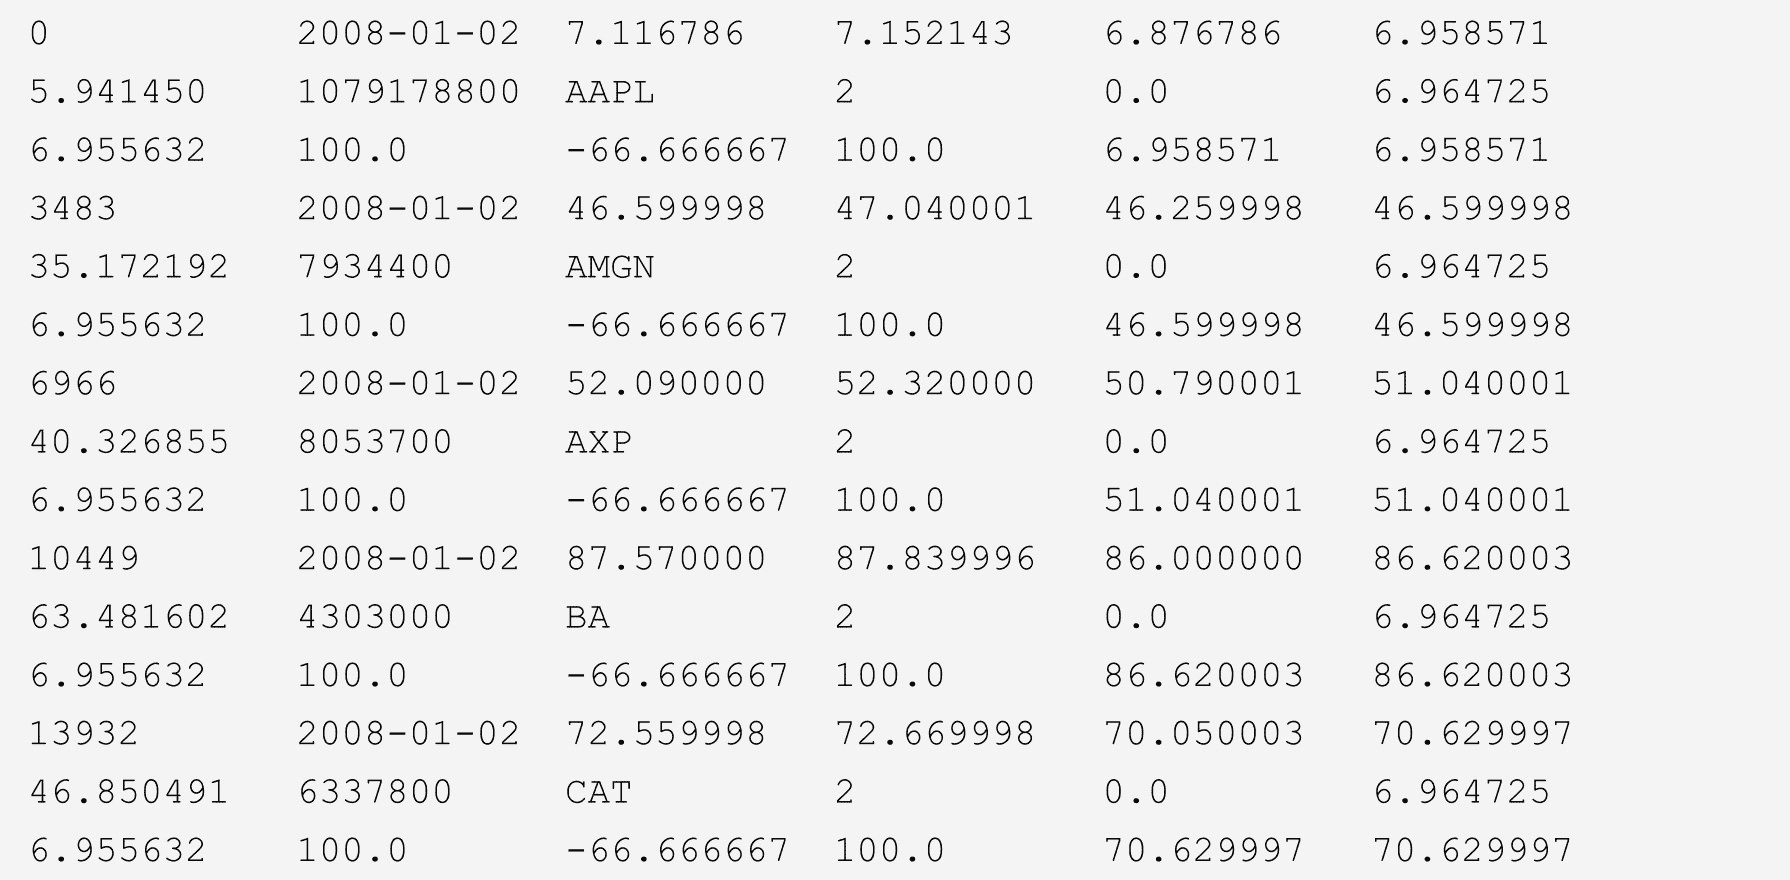 0 2008-01-02 7.116786 7.152143 6.876786 6.958571
5.941450 1079178800 AAPL 2 0.0 6.964725
6.955632 100.0 -66.666667 100.0 6.958571 6.958571
3483 2008-01-02 46.599998 47.040001 46.259998 46.599998
35.172192 7934400 AMGN 2 0.0 6.964725
6.955632 100.0 -66.666667 100.0 46.599998 46.599998
6966 2008-01-02 52.090000 52.320000 50.790001 51.040001
40.326855 8053700 AXP 2 0.0 6.964725
6.955632 100.0 -66.666667 100.0 51.040001 51.040001
10449 2008-01-02 87.570000 87.839996 86.000000 86.620003
63.481602 4303000 BA 2 0.0 6.964725
6.955632 100.0 -66.666667 100.0 86.620003 86.620003
13932 2008-01-02 72.559998 72.669998 70.050003 70.629997
46.850491 6337800 CAT 2 0.0 6.964725
6.955632 100.0 -66.666667 100.0 70.629997 70.629997